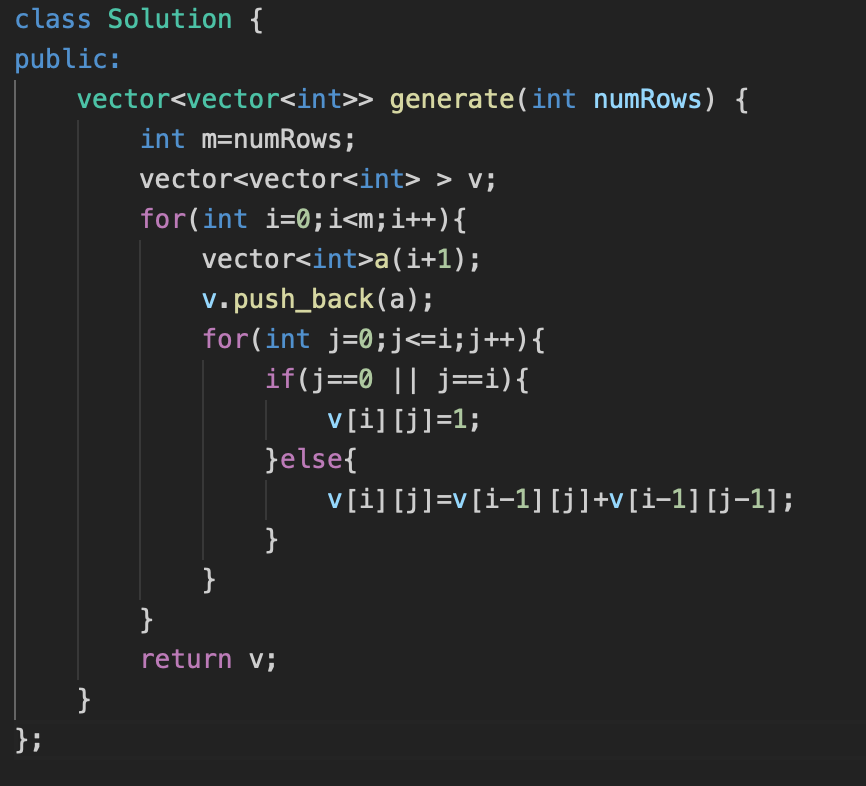 class Solution {
public:
    vector<vector<int>> generate(int numRows) {
        int m=numRows;
        vector<vector<int> > v;
        for(int i=0;i<m;i++){
            vector<int>a(i+1);
            v.push_back(a);
            for(int j=0;j<=i;j++){
                if(j==0 || j==i){
                    v[i][j]=1;
                }else{
                    v[i][j]=v[i-1][j]+v[i-1][j-1];
                }
            }
        }
        return v;
    }
};